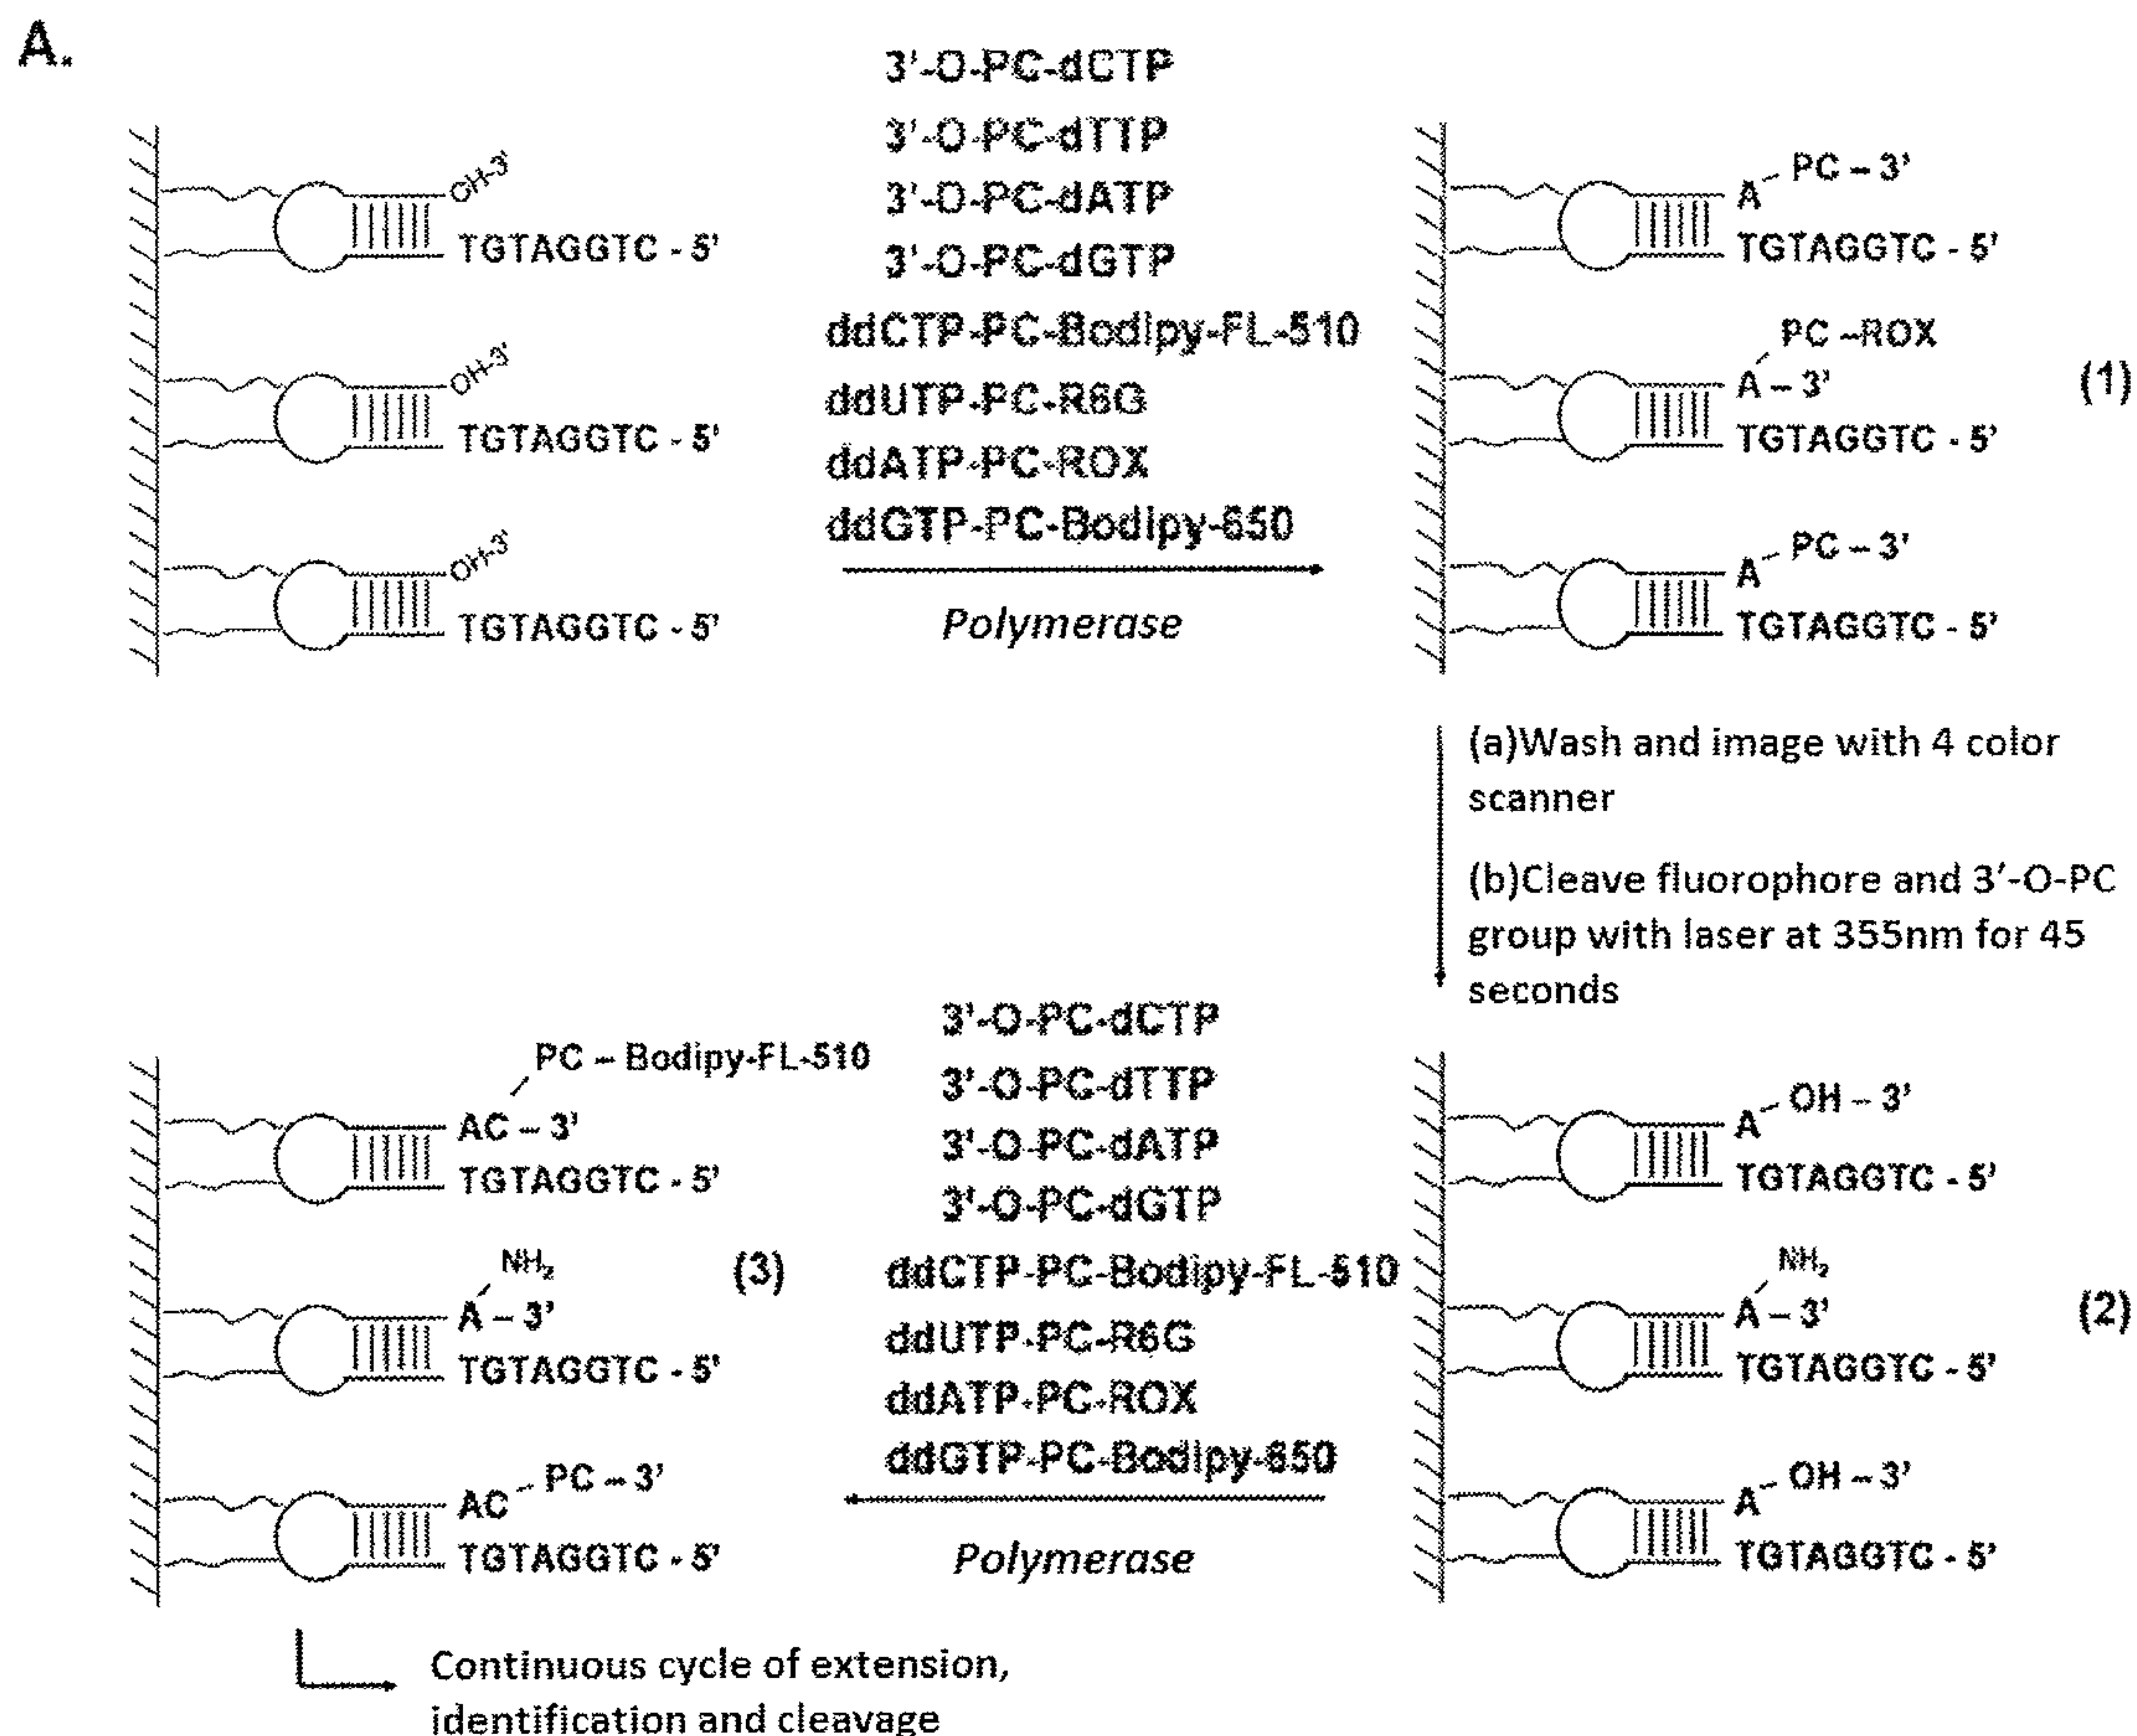 A.
3'-O-PC-dCTP
3'-O-PC-dTTP
3'-O-PC-dATP
3'-O-PC-dGTP
ddCTP-PC-Bodipy-FL-510
ddUTP-PC-R6G
ddATP-PC-ROX
ddGTP-PC-Bodipy-650
Polymerase
OH-3'
TGTAGGTC - 5'
OH-3'
TGTAGGTC - 5'
OH-3'
TGTAGGTC - 5'
A PC – 3'
TGTAGGTC - 5'
PC –ROX
A – 3'
(1)
TGTAGGTC - 5'
A PC – 3'
TGTAGGTC - 5'
(a)Wash and image with 4 color
scanner
(b)Cleave fluorophore and 3'-O-PC
group with laser at 355nm for 45
seconds
A OH – 3'
TGTAGGTC - 5'
NH2
A – 3'
(2)
TGTAGGTC - 5'
A OH – 3'
TGTAGGTC - 5'
3'-O-PC-dCTP
3'-O-PC-dTTP
3'-O-PC-dATP
3'-O-PC-dGTP
ddCTP-PC-Bodipy-FL-510
ddUTP-PC-R6G
ddATP-PC-ROX
ddGTP-PC-Bodipy-650
Polymerase
PC – Bodipy-FL-510
AC – 3'
TGTAGGTC - 5'
NH2
(3)
A – 3'
TGTAGGTC - 5'
AC PC – 3'
TGTAGGTC - 5'
Continuous cycle of extension,
identification and cleavage